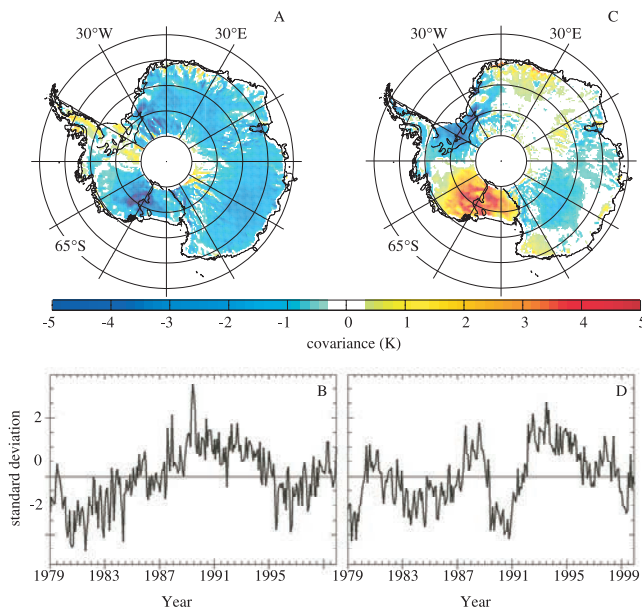 A
C
30°W
30°E
30°W
30°E
65°S
65°S
-5 -4 -3 -2 -1 0 1 2 3 4 5
covariance (K)
B
D
standard deviation
2
0
-2
1979 1983 1987 1991 1995
1979 1983 1987 1991 1995 1999
Year
Year